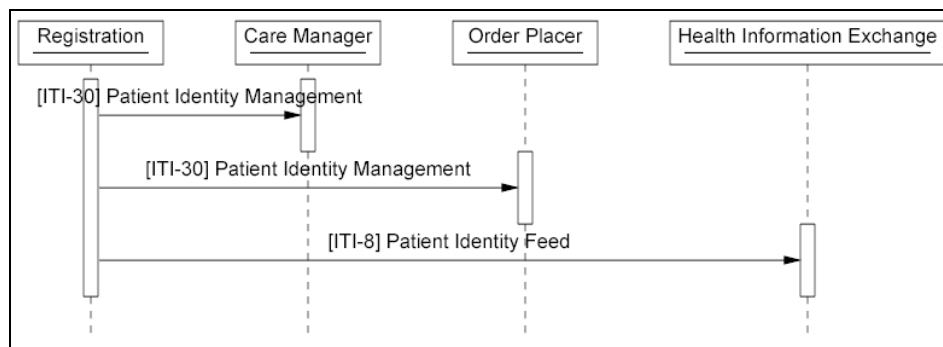 Registration
Care Manager
Order Placer
Health Information Exchange
[ITI-30] Patient Identity Management
[ITI-30] Patient Identity Management
[ITI-8] Patient Identity Feed